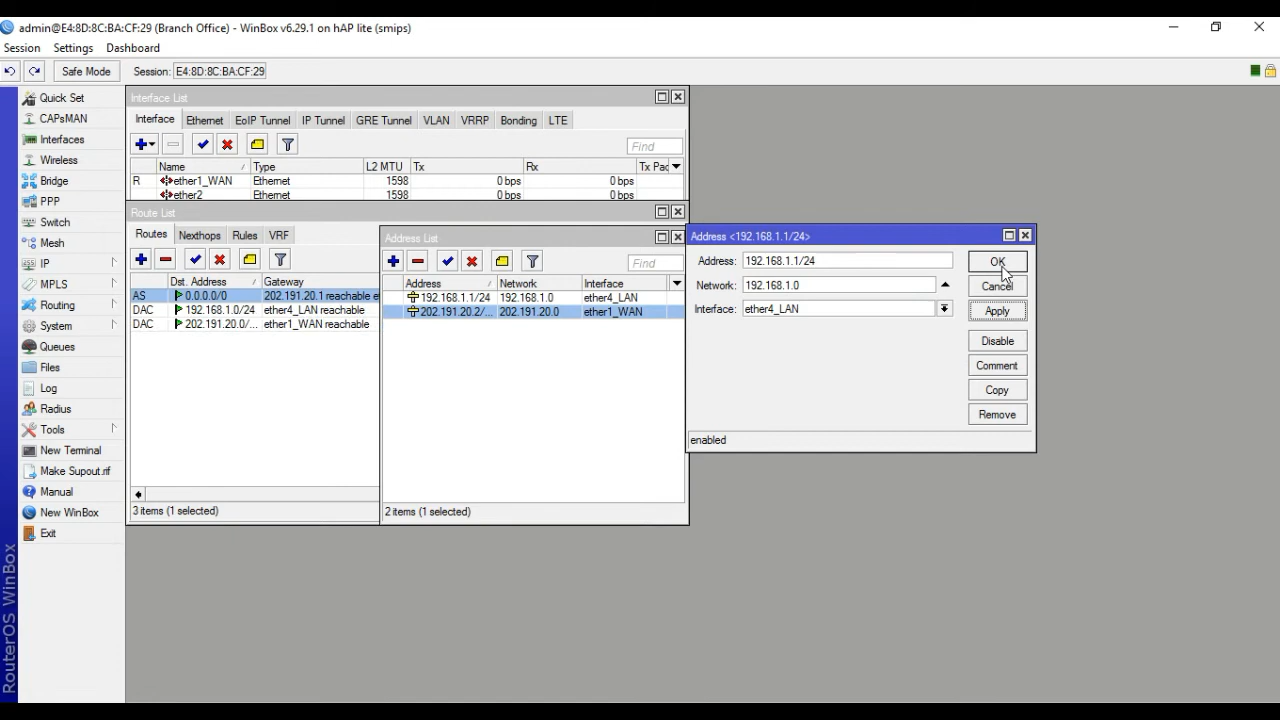 admin@E4:8D:8C:BA:CF:29 (Branch Office) - WinBox v6.29.1 on hAP lite (smips)
Session Settings Dashboard
Safe Mode Session: E4:8D:8C:BA:CF:29
Quick Set
CAPsMAN
Interfaces
Wireless
Bridge
PPP
Switch
Mesh
IP
MPLS
Routing
System
Queues
Files
Log
Radius
Tools
New Terminal
Make Supout.rif
Manual
New WinBox
Exit
RouterOS WinBox
Interface List
Interface Ethernet EoIP Tunnel IP Tunnel GRE Tunnel VLAN VRRP Bonding LTE
Find
Name / Type L2 MTU Tx Rx Tx Pac
R ether1_WAN Ethernet 1598 0 bps 0 bps
ether2 Ethernet 1598 0 bps 0 bps
Route List
Routes Nexthops Rules VRF
Dst. Address / Gateway
AS 0.0.0.0/0 202.191.20.1 reachable e
DAC 192.168.1.0/24 ether4_LAN reachable
DAC 202.191.20.0/... ether1_WAN reachable
3 items (1 selected)
Address List
Find
Address / Network Interface
192.168.1.1/24 192.168.1.0 ether4_LAN
202.191.20.2/... 202.191.20.0 ether1_WAN
2 items (1 selected)
Address <192.168.1.1/24>
Address: 192.168.1.1/24
Network: 192.168.1.0
Interface: ether4_LAN
OK
Cancel
Apply
Disable
Comment
Copy
Remove
enabled